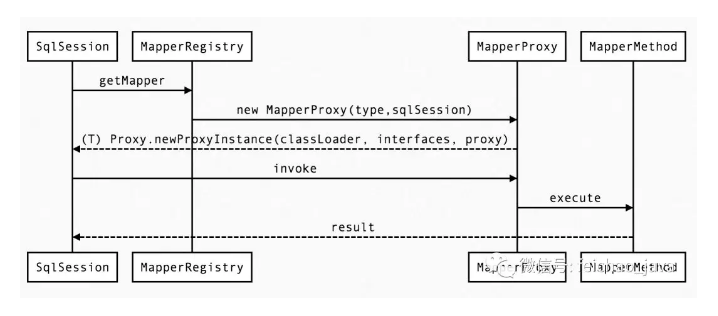 SqlSession MapperRegistry MapperProxy MapperMethod
getMapper
new MapperProxy(type,sqlSession)
(T) Proxy.newProxyInstance(classLoader, interfaces, proxy)
invoke
execute
result
SqlSession MapperRegistry MapperProxy MapperMethod
微信号: